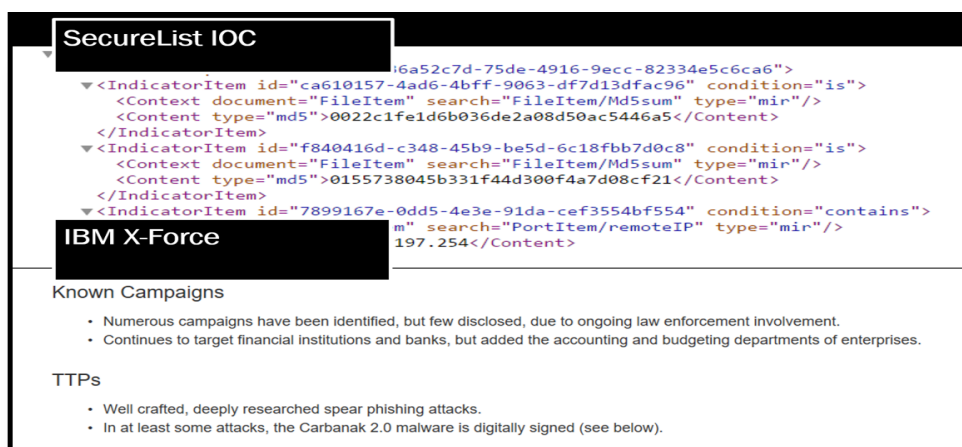 SecureList IOC
6a52c7d-75de-4916-9ecc-82334e5c6ca6">
<IndicatorItem id="ca610157-4ad6-4bff-9063-df7d13dfac96" condition="is">
<Context document="FileItem" search="FileItem/Md5sum" type="mir"/>
<Content type="md5">0022c1fe1d6b036de2a08d50ac5446a5</Content>
</IndicatorItem>
<IndicatorItem id="f840416d-c348-45b9-be5d-6c18fbb7d0c8" condition="is">
<Context document="FileItem" search="FileItem/Md5sum" type="mir"/>
<Content type="md5">0155738045b331f44d300f4a7d08cf21</Content>
</IndicatorItem>
<IndicatorItem id="7899167e-0dd5-4e3e-91da-cef3554bf554" condition="contains">
IBM X-Force
m" search="PortItem/remoteIP" type="mir"/>
197.254</Content>
Known Campaigns
• Numerous campaigns have been identified, but few disclosed, due to ongoing law enforcement involvement.
• Continues to target financial institutions and banks, but added the accounting and budgeting departments of enterprises.
TTPs
• Well crafted, deeply researched spear phishing attacks.
• In at least some attacks, the Carbanak 2.0 malware is digitally signed (see below).